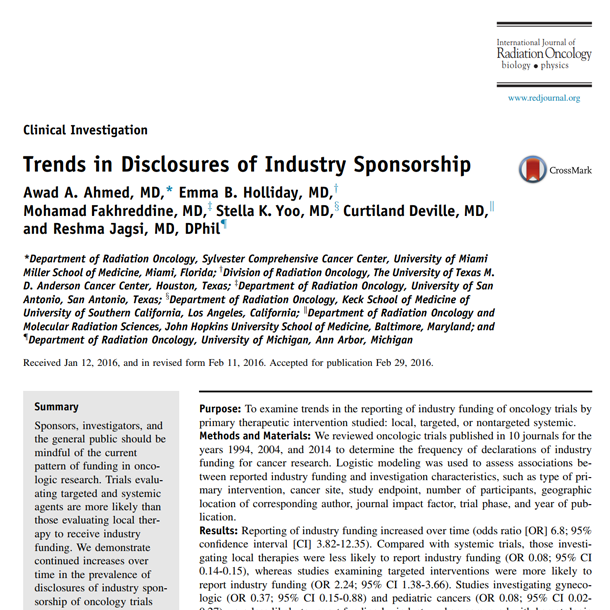 International Journal of
Radiation Oncology
biology • physics
www.redjournal.org
Clinical Investigation
Trends in Disclosures of Industry Sponsorship
CrossMark
Awad A. Ahmed, MD,* Emma B. Holliday, MD,†
Mohamad Fakhreddine, MD,‡ Stella K. Yoo, MD,§ Curtiland Deville, MD,‖
and Reshma Jagsi, MD, DPhil¶
*Department of Radiation Oncology, Sylvester Comprehensive Cancer Center, University of Miami
Miller School of Medicine, Miami, Florida; †Division of Radiation Oncology, The University of Texas M.
D. Anderson Cancer Center, Houston, Texas; ‡Department of Radiation Oncology, University of San
Antonio, San Antonio, Texas; §Department of Radiation Oncology, Keck School of Medicine of
University of Southern California, Los Angeles, California; ‖Department of Radiation Oncology and
Molecular Radiation Sciences, John Hopkins University School of Medicine, Baltimore, Maryland; and
¶Department of Radiation Oncology, University of Michigan, Ann Arbor, Michigan
Received Jan 12, 2016, and in revised form Feb 11, 2016. Accepted for publication Feb 29, 2016.
Summary
Sponsors, investigators, and
the general public should be
mindful of the current
pattern of funding in onco-
logic research. Trials evalu-
ating targeted and systemic
agents are more likely than
those evaluating local ther-
apy to receive industry
funding. We demonstrate
continued increases over
time in the prevalence of
disclosures of industry spon-
sorship of oncology trials
Purpose: To examine trends in the reporting of industry funding of oncology trials by
primary therapeutic intervention studied: local, targeted, or nontargeted systemic.
Methods and Materials: We reviewed oncologic trials published in 10 journals for the
years 1994, 2004, and 2014 to determine the frequency of declarations of industry
funding for cancer research. Logistic modeling was used to assess associations be-
tween reported industry funding and investigation characteristics, such as type of pri-
mary intervention, cancer site, study endpoint, number of participants, geographic
location of corresponding author, journal impact factor, trial phase, and year of pub-
lication.
Results: Reporting of industry funding increased over time (odds ratio [OR] 6.8; 95%
confidence interval [CI] 3.82-12.35). Compared with systemic trials, those investi-
gating local therapies were less likely to report industry funding (OR 0.08; 95% CI
0.14-0.15), whereas studies examining targeted interventions were more likely to
report industry funding (OR 2.24; 95% CI 1.38-3.66). Studies investigating gyneco-
logic (OR 0.37; 95% CI 0.15-0.88) and pediatric cancers (OR 0.08; 95% CI 0.02-